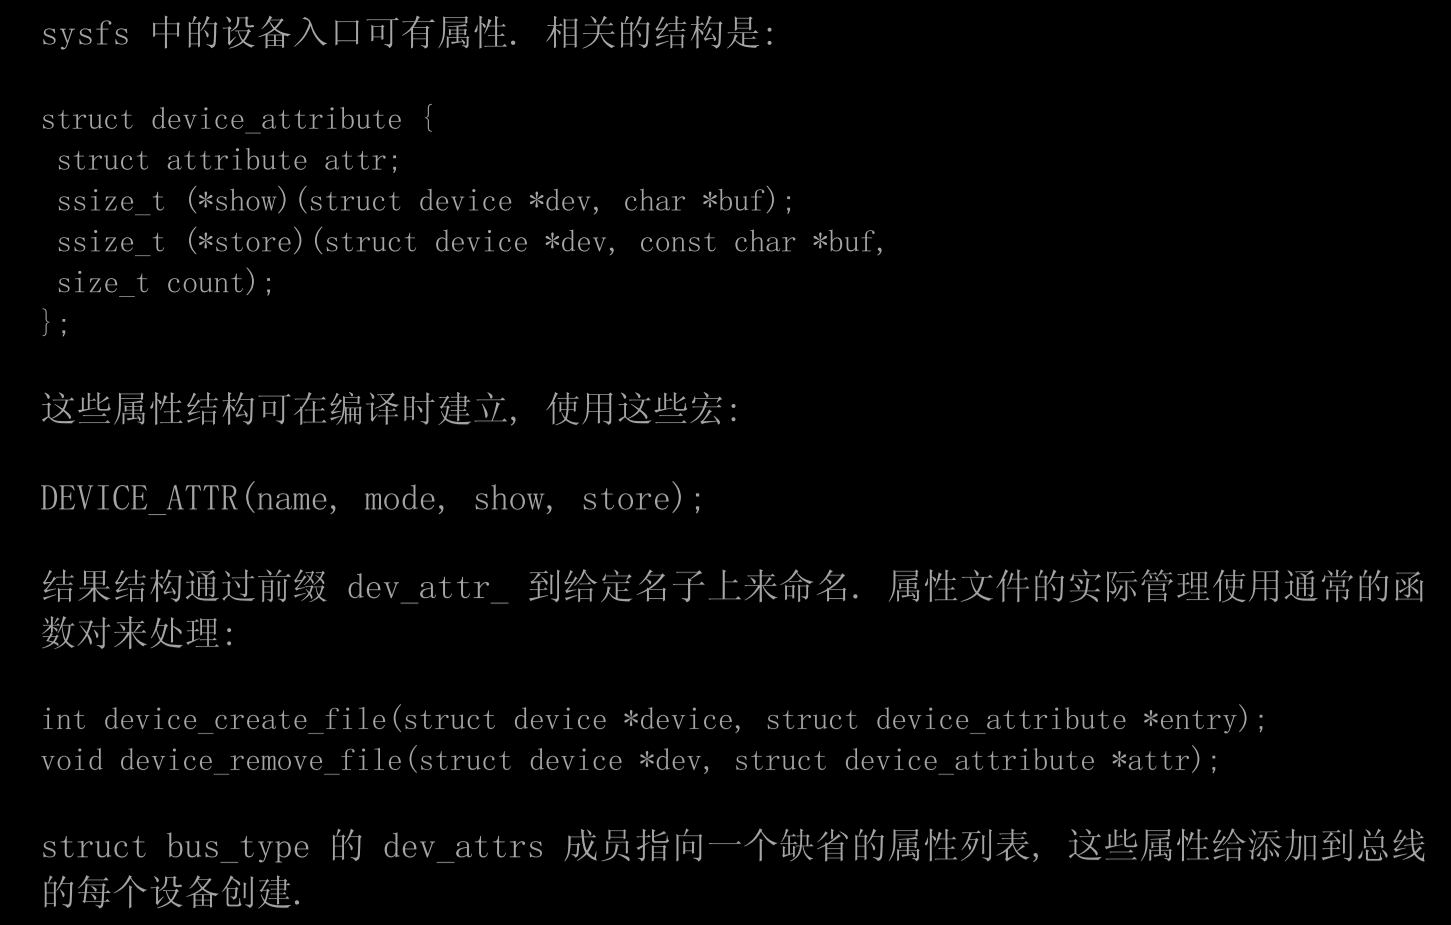 sysfs 中的设备入口可有属性. 相关的结构是:
struct device_attribute {
 struct attribute attr;
 ssize_t (*show)(struct device *dev, char *buf);
 ssize_t (*store)(struct device *dev, const char *buf,
 size_t count);
};
这些属性结构可在编译时建立, 使用这些宏:
DEVICE_ATTR(name, mode, show, store);
结果结构通过前缀 dev_attr_ 到给定名子上来命名. 属性文件的实际管理使用通常的函
数对来处理:
int device_create_file(struct device *device, struct device_attribute *entry);
void device_remove_file(struct device *dev, struct device_attribute *attr);
struct bus_type 的 dev_attrs 成员指向一个缺省的属性列表, 这些属性给添加到总线
的每个设备创建.